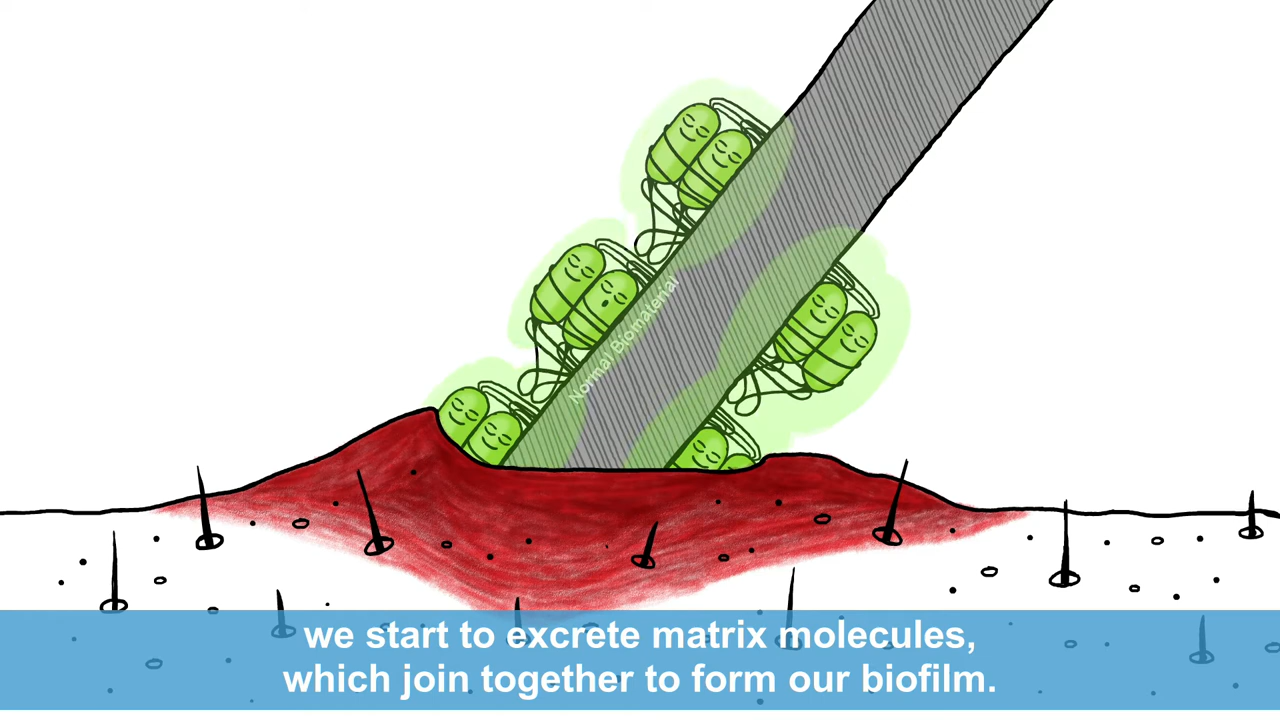 Normal Biomaterial
we start to excrete matrix molecules,
which join together to form our biofilm.